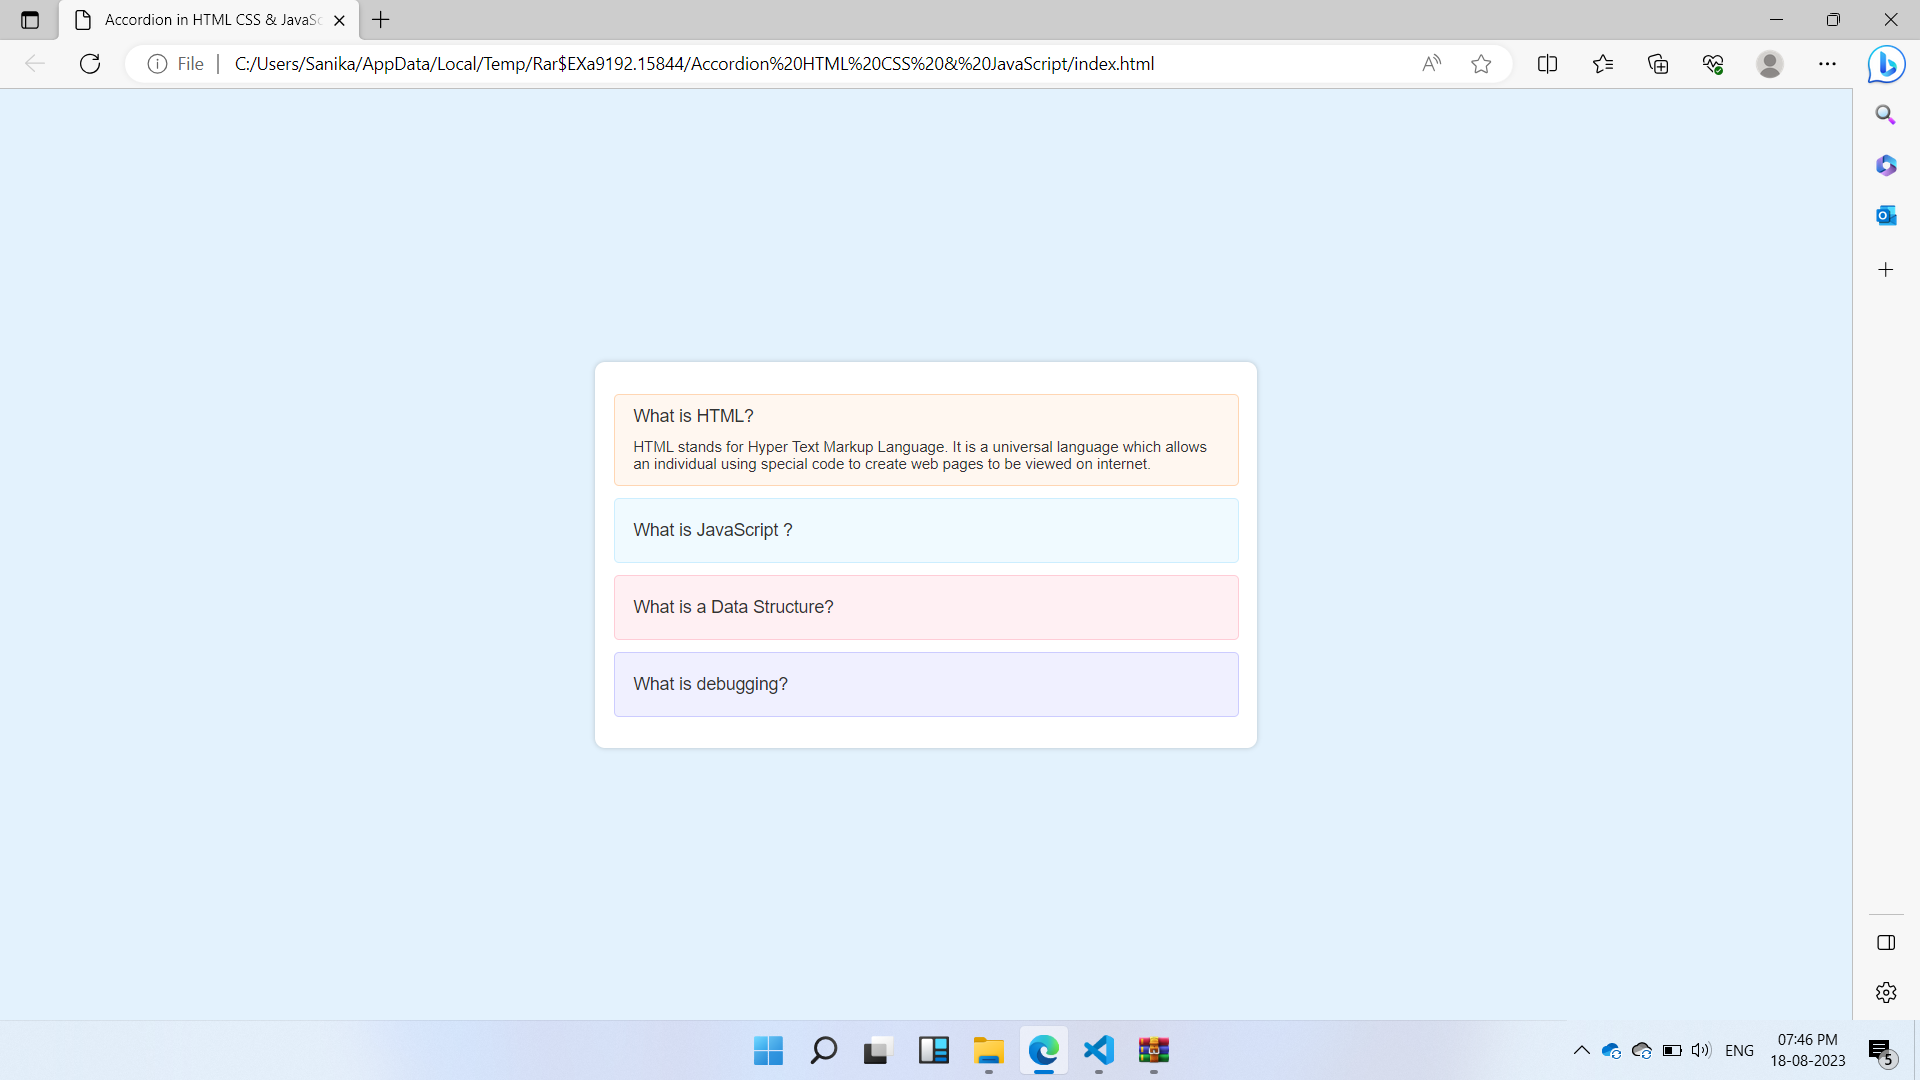 Accordion in HTML CSS & JavaSc
File
C:/Users/Sanika/AppData/Local/Temp/Rar$EXa9192.15844/Accordion%20HTML%20CSS%20&%20JavaScript/index.html
What is HTML?
HTML stands for Hyper Text Markup Language. It is a universal language which allows
an individual using special code to create web pages to be viewed on internet.
What is JavaScript ?
What is a Data Structure?
What is debugging?
ENG
07:46 PM
18-08-2023
5